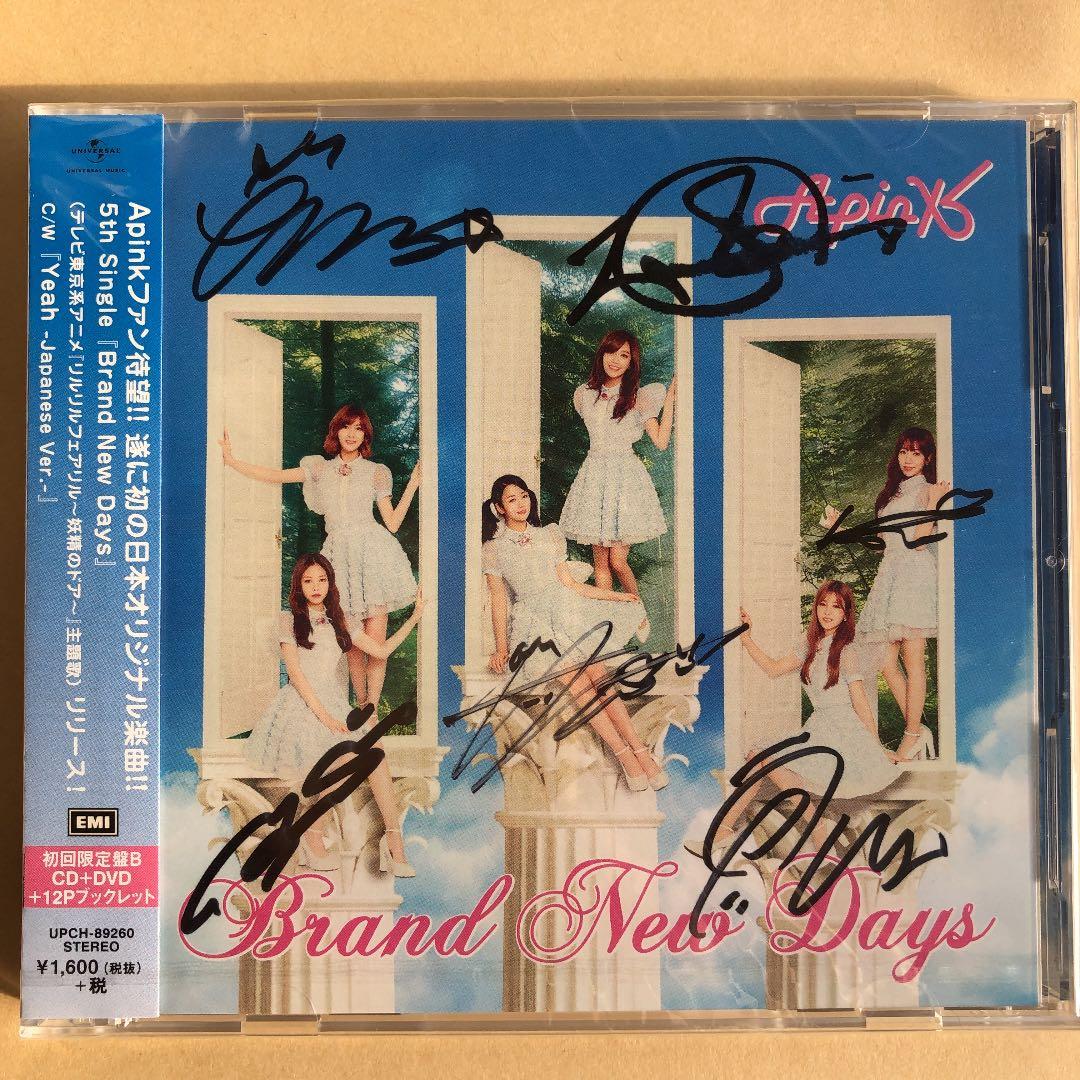 UNIVERSAL
UNIVERSAL MUSIC
Apinkファン待望!! 遂に初の日本オリジナル楽曲!!
5th Single『Brand New Days』
(テレビ東京系アニメ『リルリルフェアリル〜妖精のドア〜』主題歌) リリース!
C/W『Yeah -Japanese Ver.-』
EMI
初回限定盤B
CD+DVD
+12Pブックレット
UPCH-89260
STEREO
¥1,600(税抜)
+税
Apink
Brand New Days